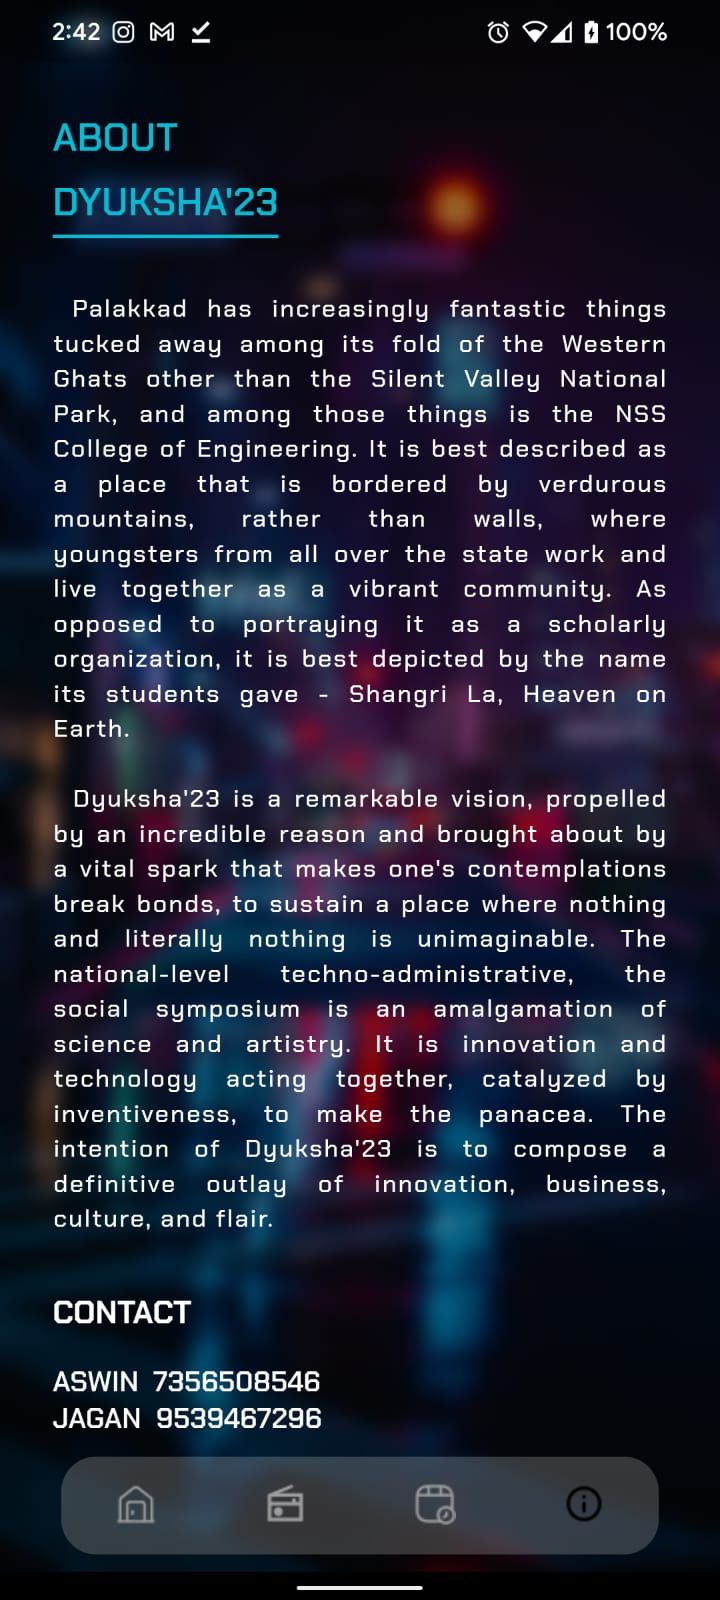 2:42
100%
ABOUT
DYUKSHA'23
Palakkad has increasingly fantastic things
tucked away among its fold of the Western
Ghats other than the Silent Valley National
Park, and among those things is the NSS
College of Engineering. It is best described as
a place that is bordered by verdurous
mountains, rather than walls, where
youngsters from all over the state work and
live together as a vibrant community. As
opposed to portraying it as a scholarly
organization, it is best depicted by the name
its students gave - Shangri La, Heaven on
Earth.
Dyuksha'23 is a remarkable vision, propelled
by an incredible reason and brought about by
a vital spark that makes one's contemplations
break bonds, to sustain a place where nothing
and literally nothing is unimaginable. The
national-level techno-administrative, the
social symposium is an amalgamation of
science and artistry. It is innovation and
technology acting together, catalyzed by
inventiveness, to make the panacea. The
intention of Dyuksha'23 is to compose a
definitive outlay of innovation, business,
culture, and flair.
CONTACT
ASWIN 7356508546
JAGAN 9539467296